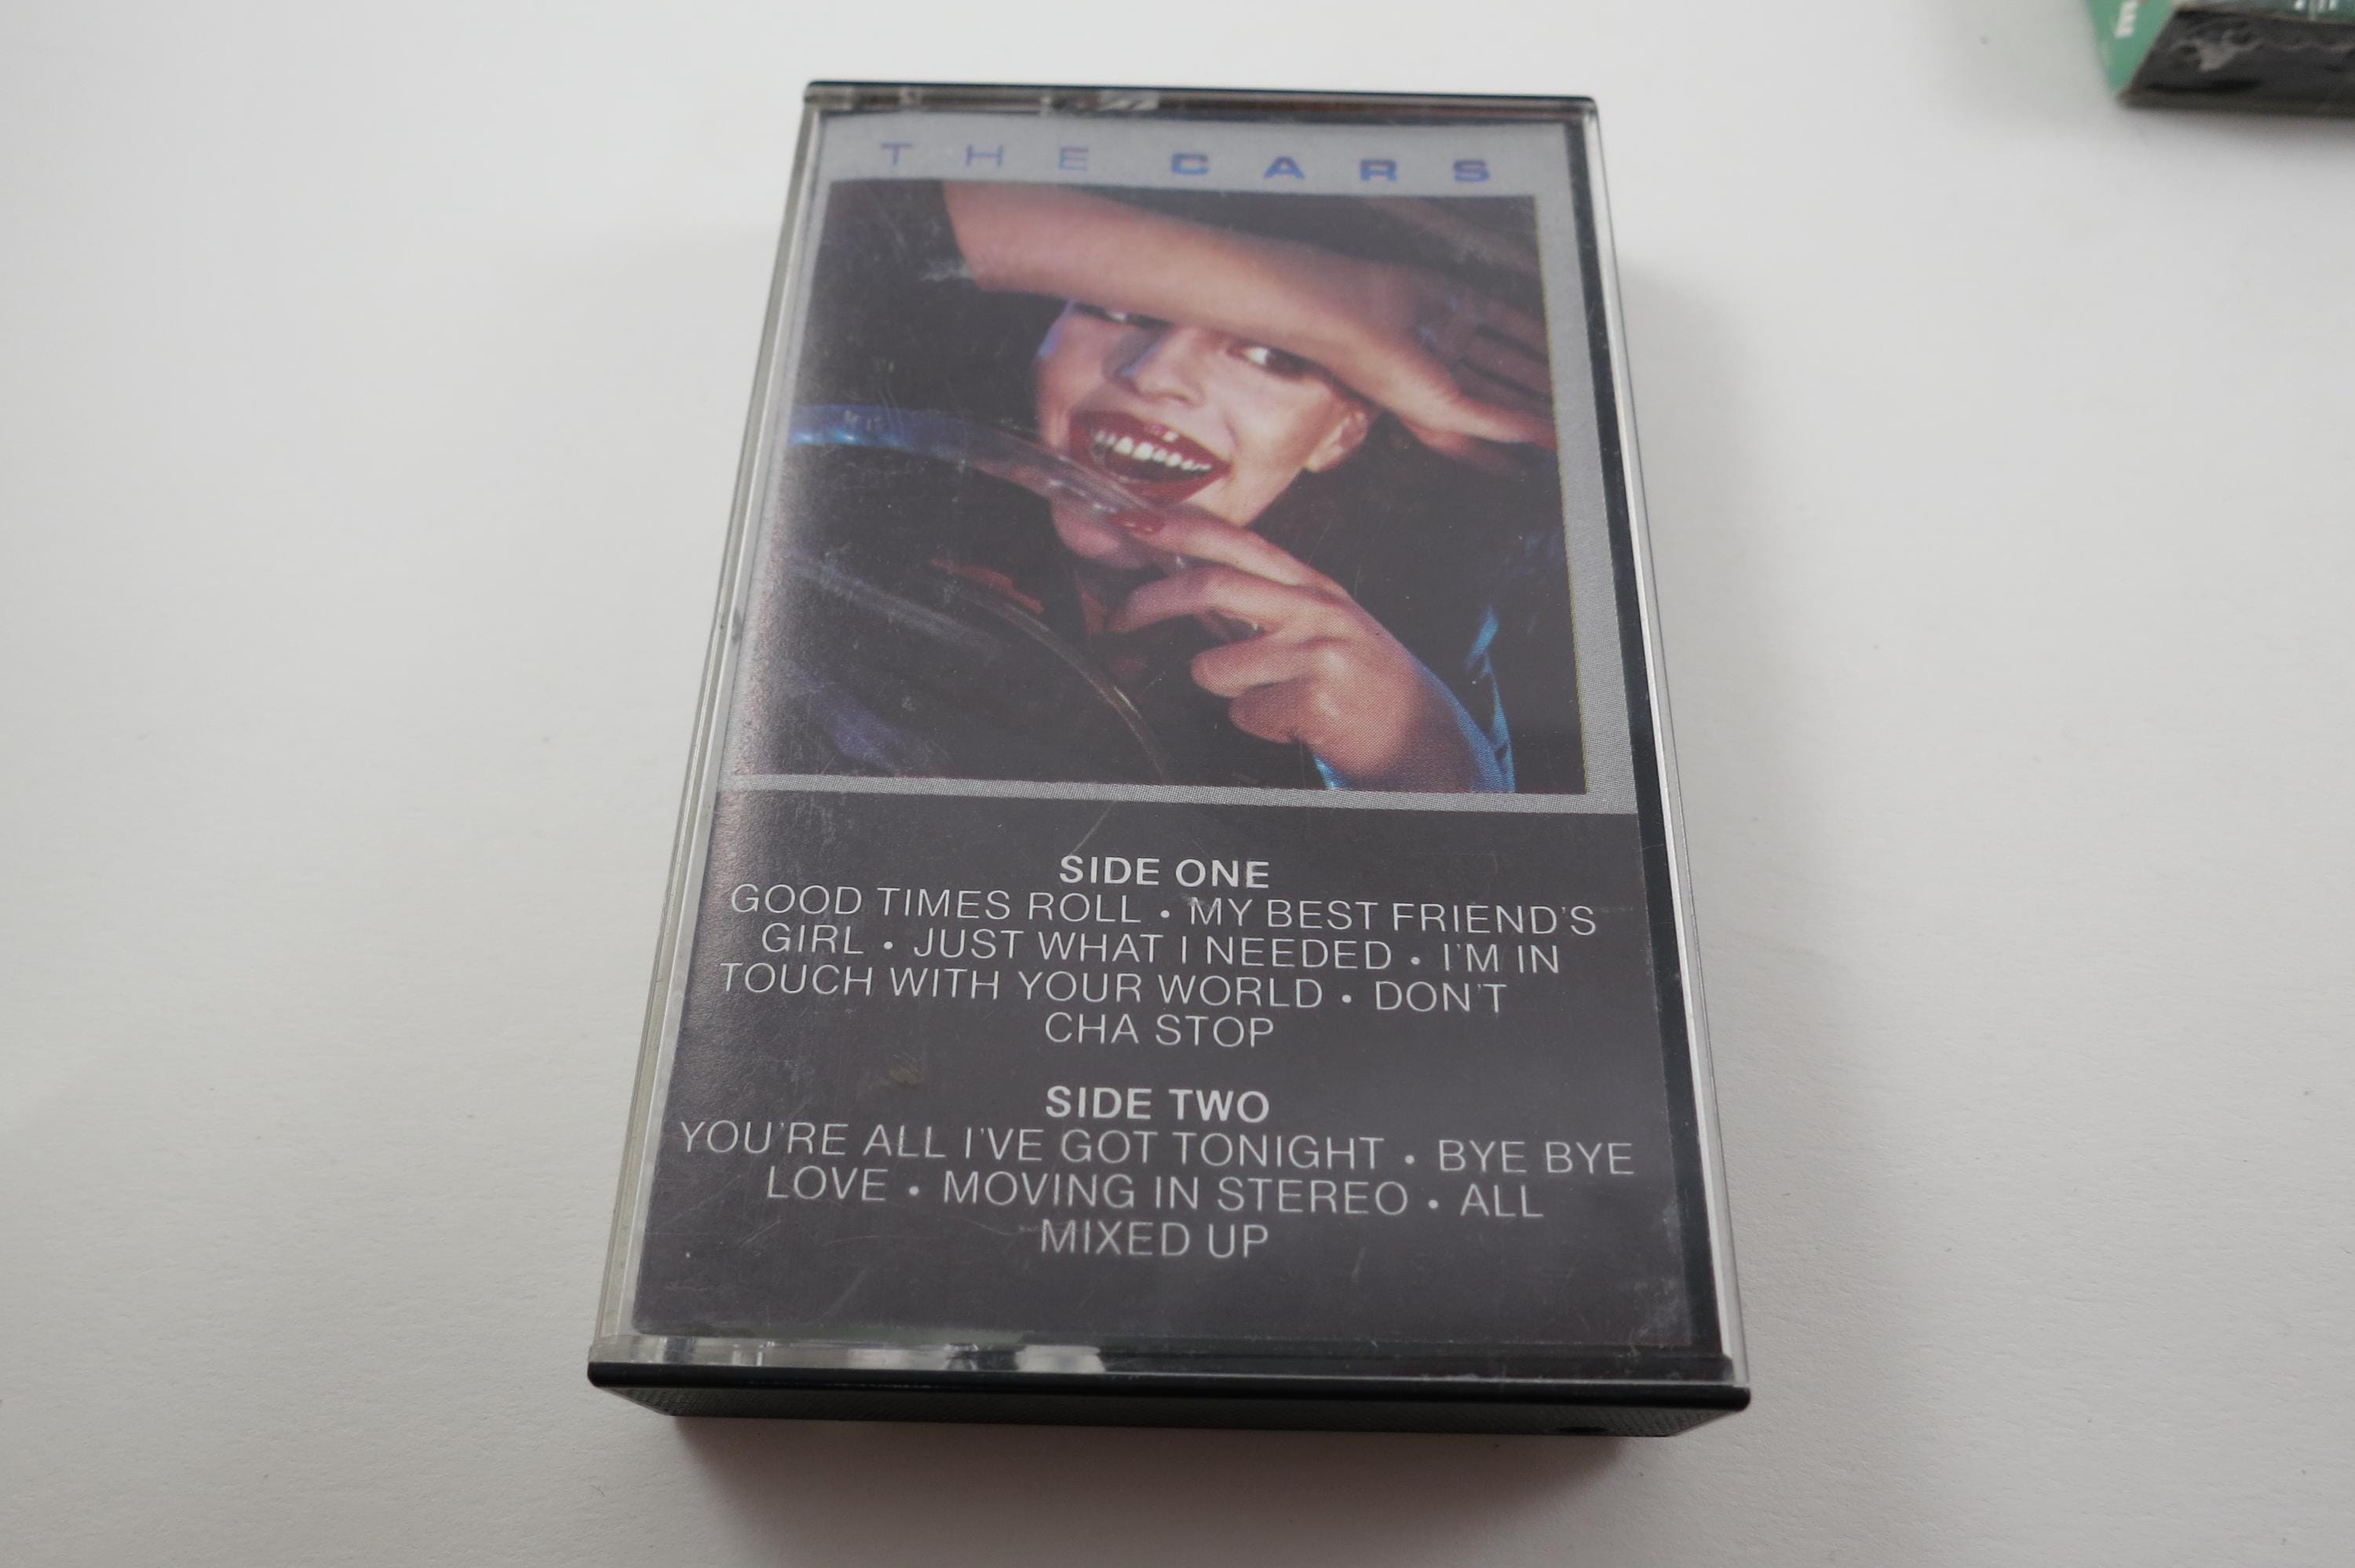 THE CARS
SIDE ONE
GOOD TIMES ROLL • MY BEST FRIEND'S
GIRL • JUST WHAT I NEEDED • I'M IN
TOUCH WITH YOUR WORLD • DON'T
CHA STOP
SIDE TWO
YOU'RE ALL I'VE GOT TONIGHT • BYE BYE
LOVE • MOVING IN STEREO • ALL
MIXED UP